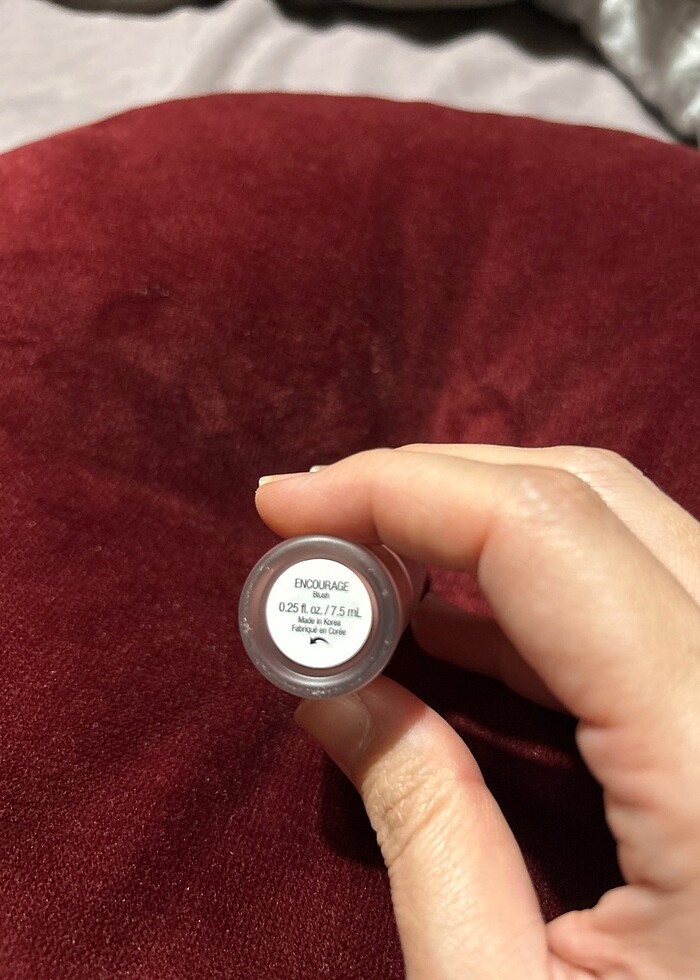 ENCOURAGE
Blush
0.25 fl. oz. / 7.5 mL
Made in Korea
Fabriqué en Corée